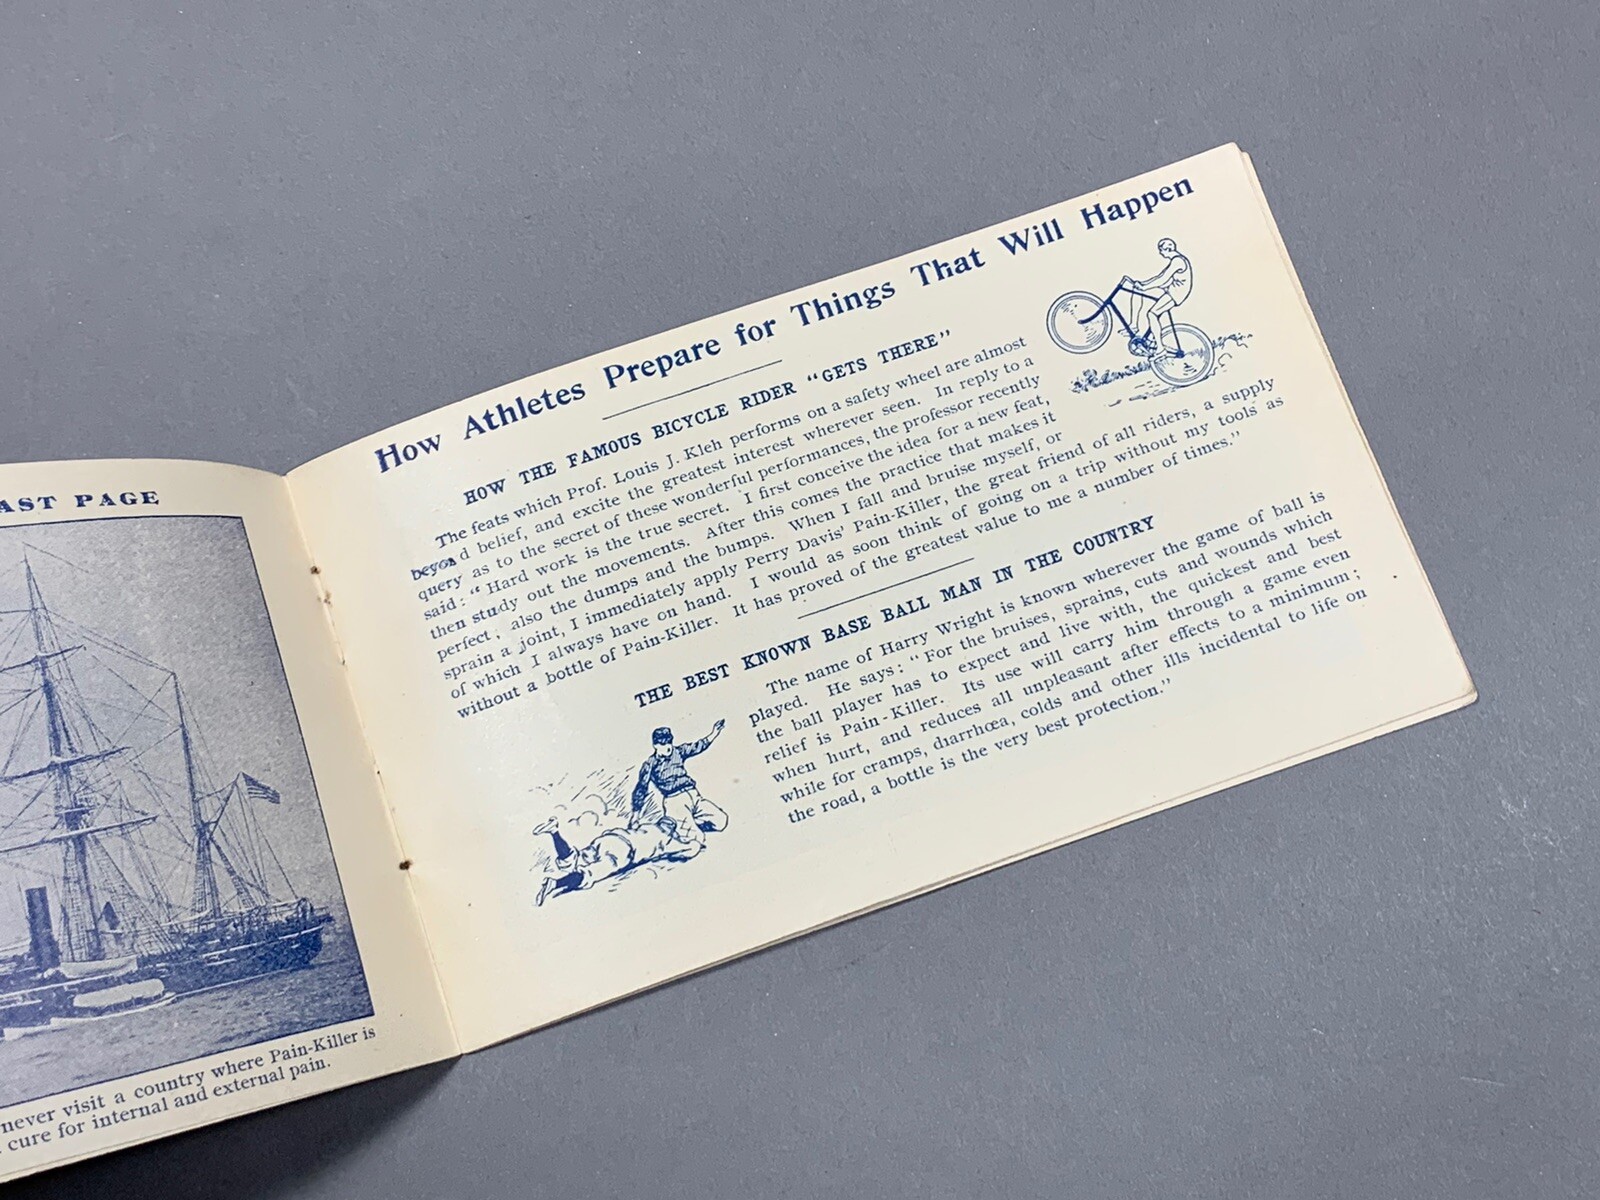 AST PAGE
never visit a country where Pain-Killer is
cure for internal and external pain.
How Athletes Prepare for Things That Will Happen
HOW THE FAMOUS BICYCLE RIDER "GETS THERE"
The feats which Prof. Louis J. Kleh performs on a safety wheel are almost
beyond belief, and excite the greatest interest wherever seen. In reply to a
query as to the secret of these wonderful performances, the professor recently
said: "Hard work is the true secret. I first conceive the idea for a new feat,
then study out the movements. After this comes the practice that makes it
perfect; also the dumps and the bumps. When I fall and bruise myself, or
sprain a joint, I immediately apply Perry Davis' Pain-Killer, the great friend of all riders, a supply
of which I always have on hand. I would as soon think of going on a trip without my tools as
without a bottle of Pain-Killer. It has proved of the greatest value to me a number of times."
THE BEST KNOWN BASE BALL MAN IN THE COUNTRY
The name of Harry Wright is known wherever the game of ball is
played. He says: "For the bruises, sprains, cuts and wounds which
the ball player has to expect and live with, the quickest and best
relief is Pain-Killer. Its use will carry him through a game even
when hurt, and reduces all unpleasant after effects to a minimum;
while for cramps, diarrhœa, colds and other ills incidental to life on
the road, a bottle is the very best protection."